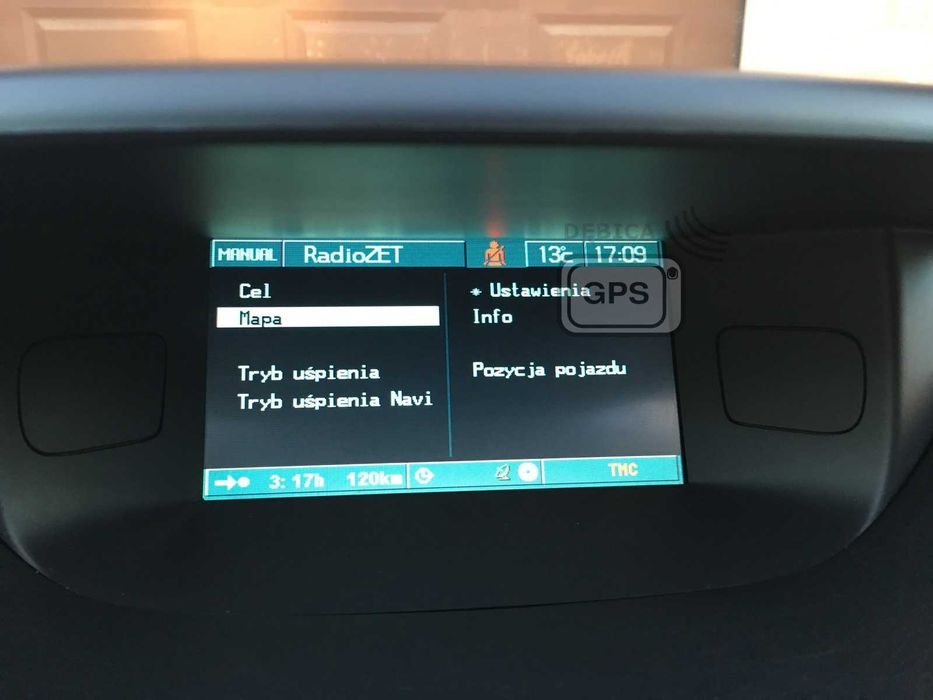 DEBICA
GPS
MANUAL RadioZET 13°c 17:09
Cel
Mapa
Tryb uśpienia
Tryb uśpienia Navi
* Ustawienia
Info
Pozycja pojazdu
3:17h 120km TMC